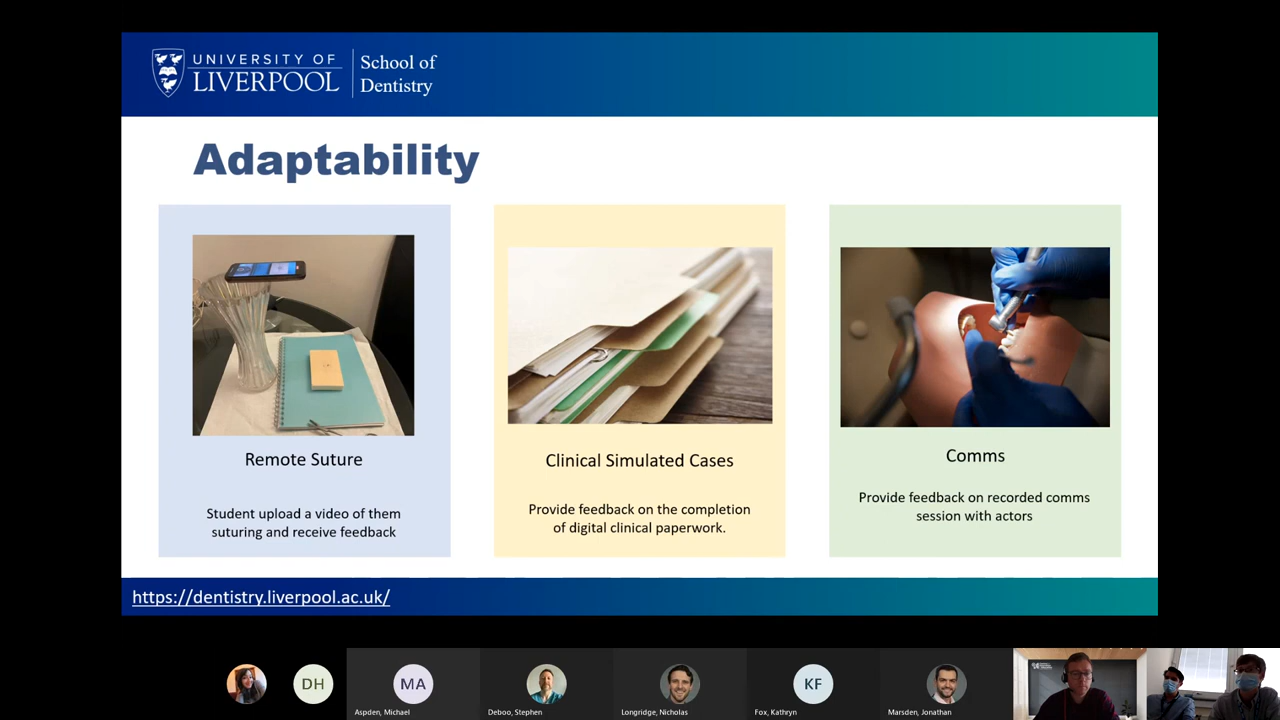 UNIVERSITY OF
LIVERPOOL
School of
Dentistry
Adaptability
Remote Suture
Student upload a video of them
suturing and receive feedback
Clinical Simulated Cases
Provide feedback on the completion
of digital clinical paperwork.
Comms
Provide feedback on recorded comms
session with actors
https://dentistry.liverpool.ac.uk/
DH
MA
KF
Aspden, Michael
Deboo, Stephen
Longridge, Nicholas
Fox, Kathryn
Marsden, Jonathan